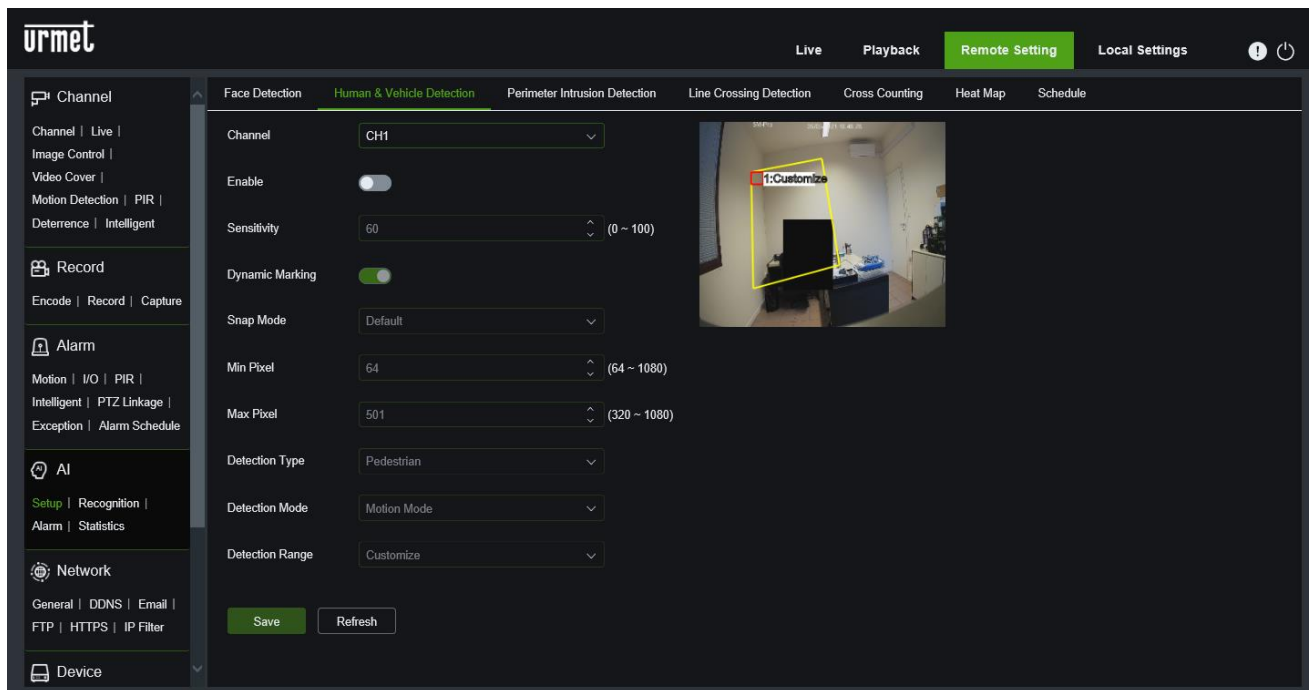 urmet
Live Playback Remote Setting Local Settings
Channel
Channel | Live |
Image Control |
Video Cover |
Motion Detection | PIR |
Deterrence | Intelligent
Record
Encode | Record | Capture
Alarm
Motion | I/O | PIR |
Intelligent | PTZ Linkage |
Exception | Alarm Schedule
AI
Setup | Recognition |
Alarm | Statistics
Network
General | DDNS | Email |
FTP | HTTPS | IP Filter
Device
Face Detection Human & Vehicle Detection Perimeter Intrusion Detection Line Crossing Detection Cross Counting Heat Map Schedule
Channel CH1
Enable
Sensitivity 60 (0 ~ 100)
Dynamic Marking
Snap Mode Default
Min Pixel 64 (64 ~ 1080)
Max Pixel 501 (320 ~ 1080)
Detection Type Pedestrian
Detection Mode Motion Mode
Detection Range Customize
Save Refresh
1:Customize